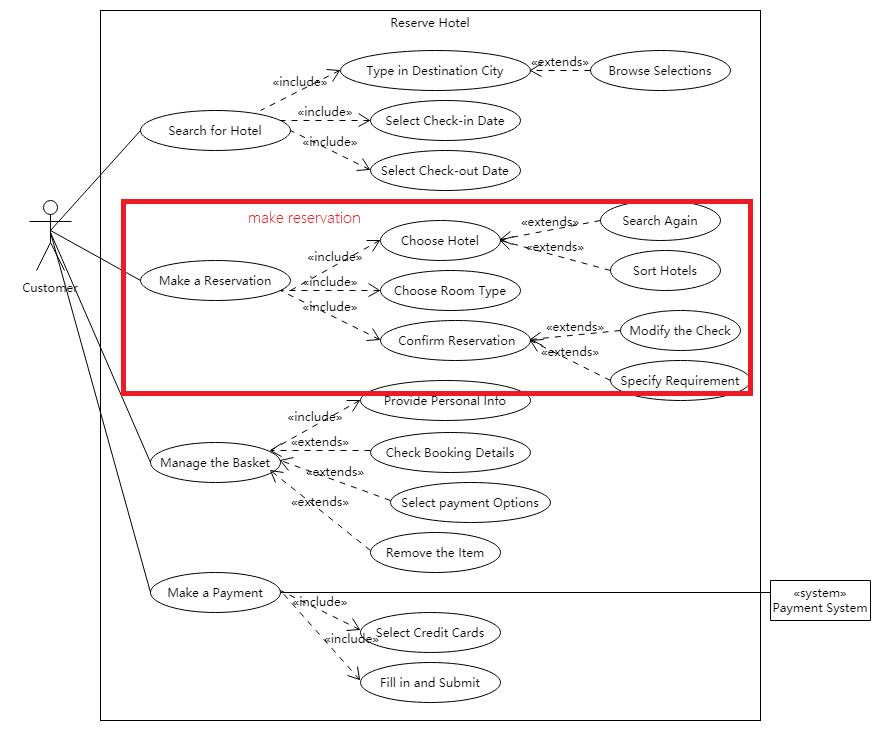 Reserve Hotel
«include»
Type in Destination City
«extends»
Browse Selections
Search for Hotel
«include»
Select Check-in Date
«include»
Select Check-out Date
Customer
make reservation
Make a Reservation
«include»
Choose Hotel
«extends»
Search Again
«extends»
Sort Hotels
«include»
Choose Room Type
«include»
Confirm Reservation
«extends»
Modify the Check
«extends»
Specify Requirement
Manage the Basket
«include»
Provide Personal Info
«extends»
Check Booking Details
«extends»
Select payment Options
«extends»
Remove the Item
Make a Payment
«include»
Select Credit Cards
«include»
Fill in and Submit
«system»
Payment System